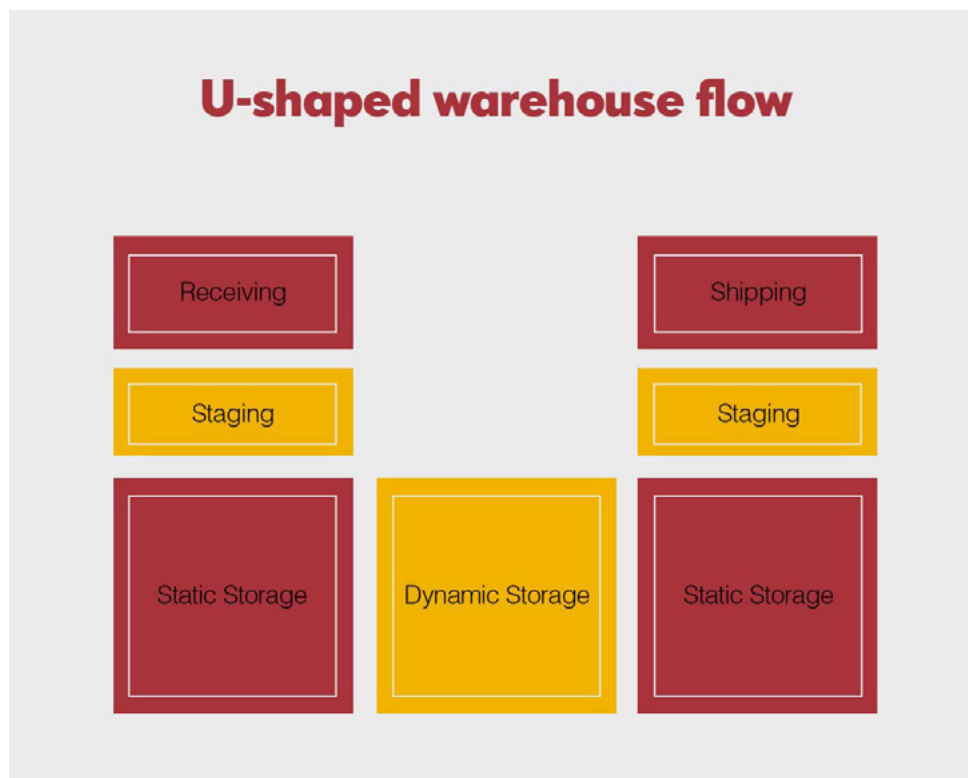 U-shaped warehouse flow
Receiving
Shipping
Staging
Staging
Static Storage
Dynamic Storage
Static Storage